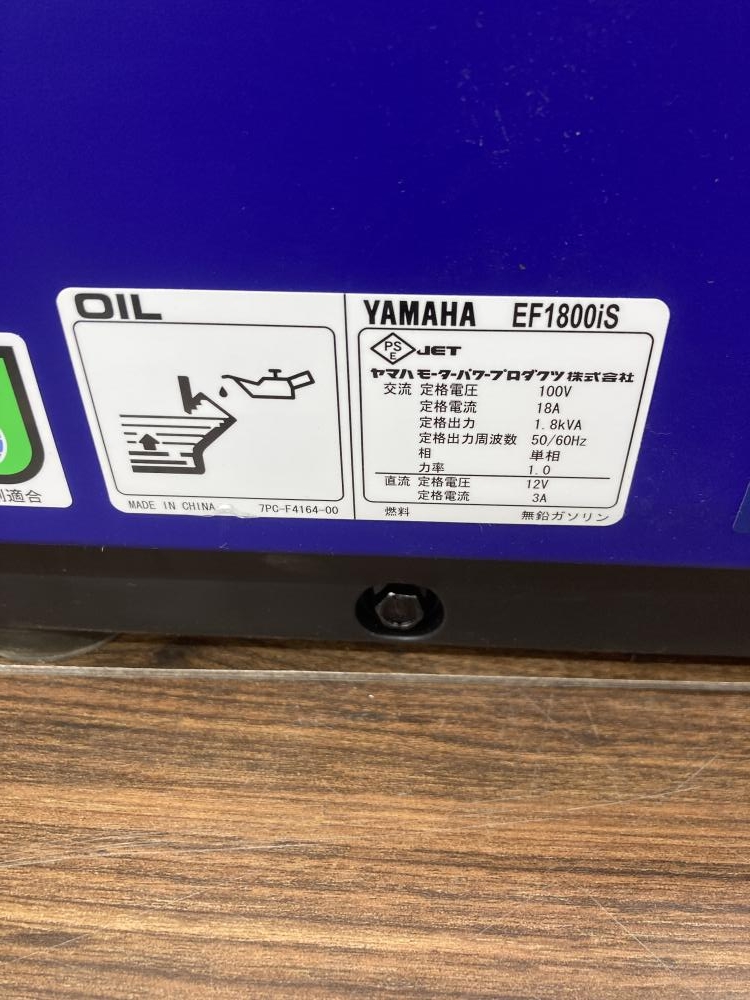 OIL
MADE IN CHINA 7PC-F4164-00
YAMAHA EF1800iS
PS
E
JET
ヤマハモーターパワープロダクツ株式会社
交流 定格電圧 100V
定格電流 18A
定格出力 1.8kVA
定格出力周波数 50/60Hz
相 単相
力率 1.0
直流 定格電圧 12V
定格電流 3A
燃料 無鉛ガソリン
適合